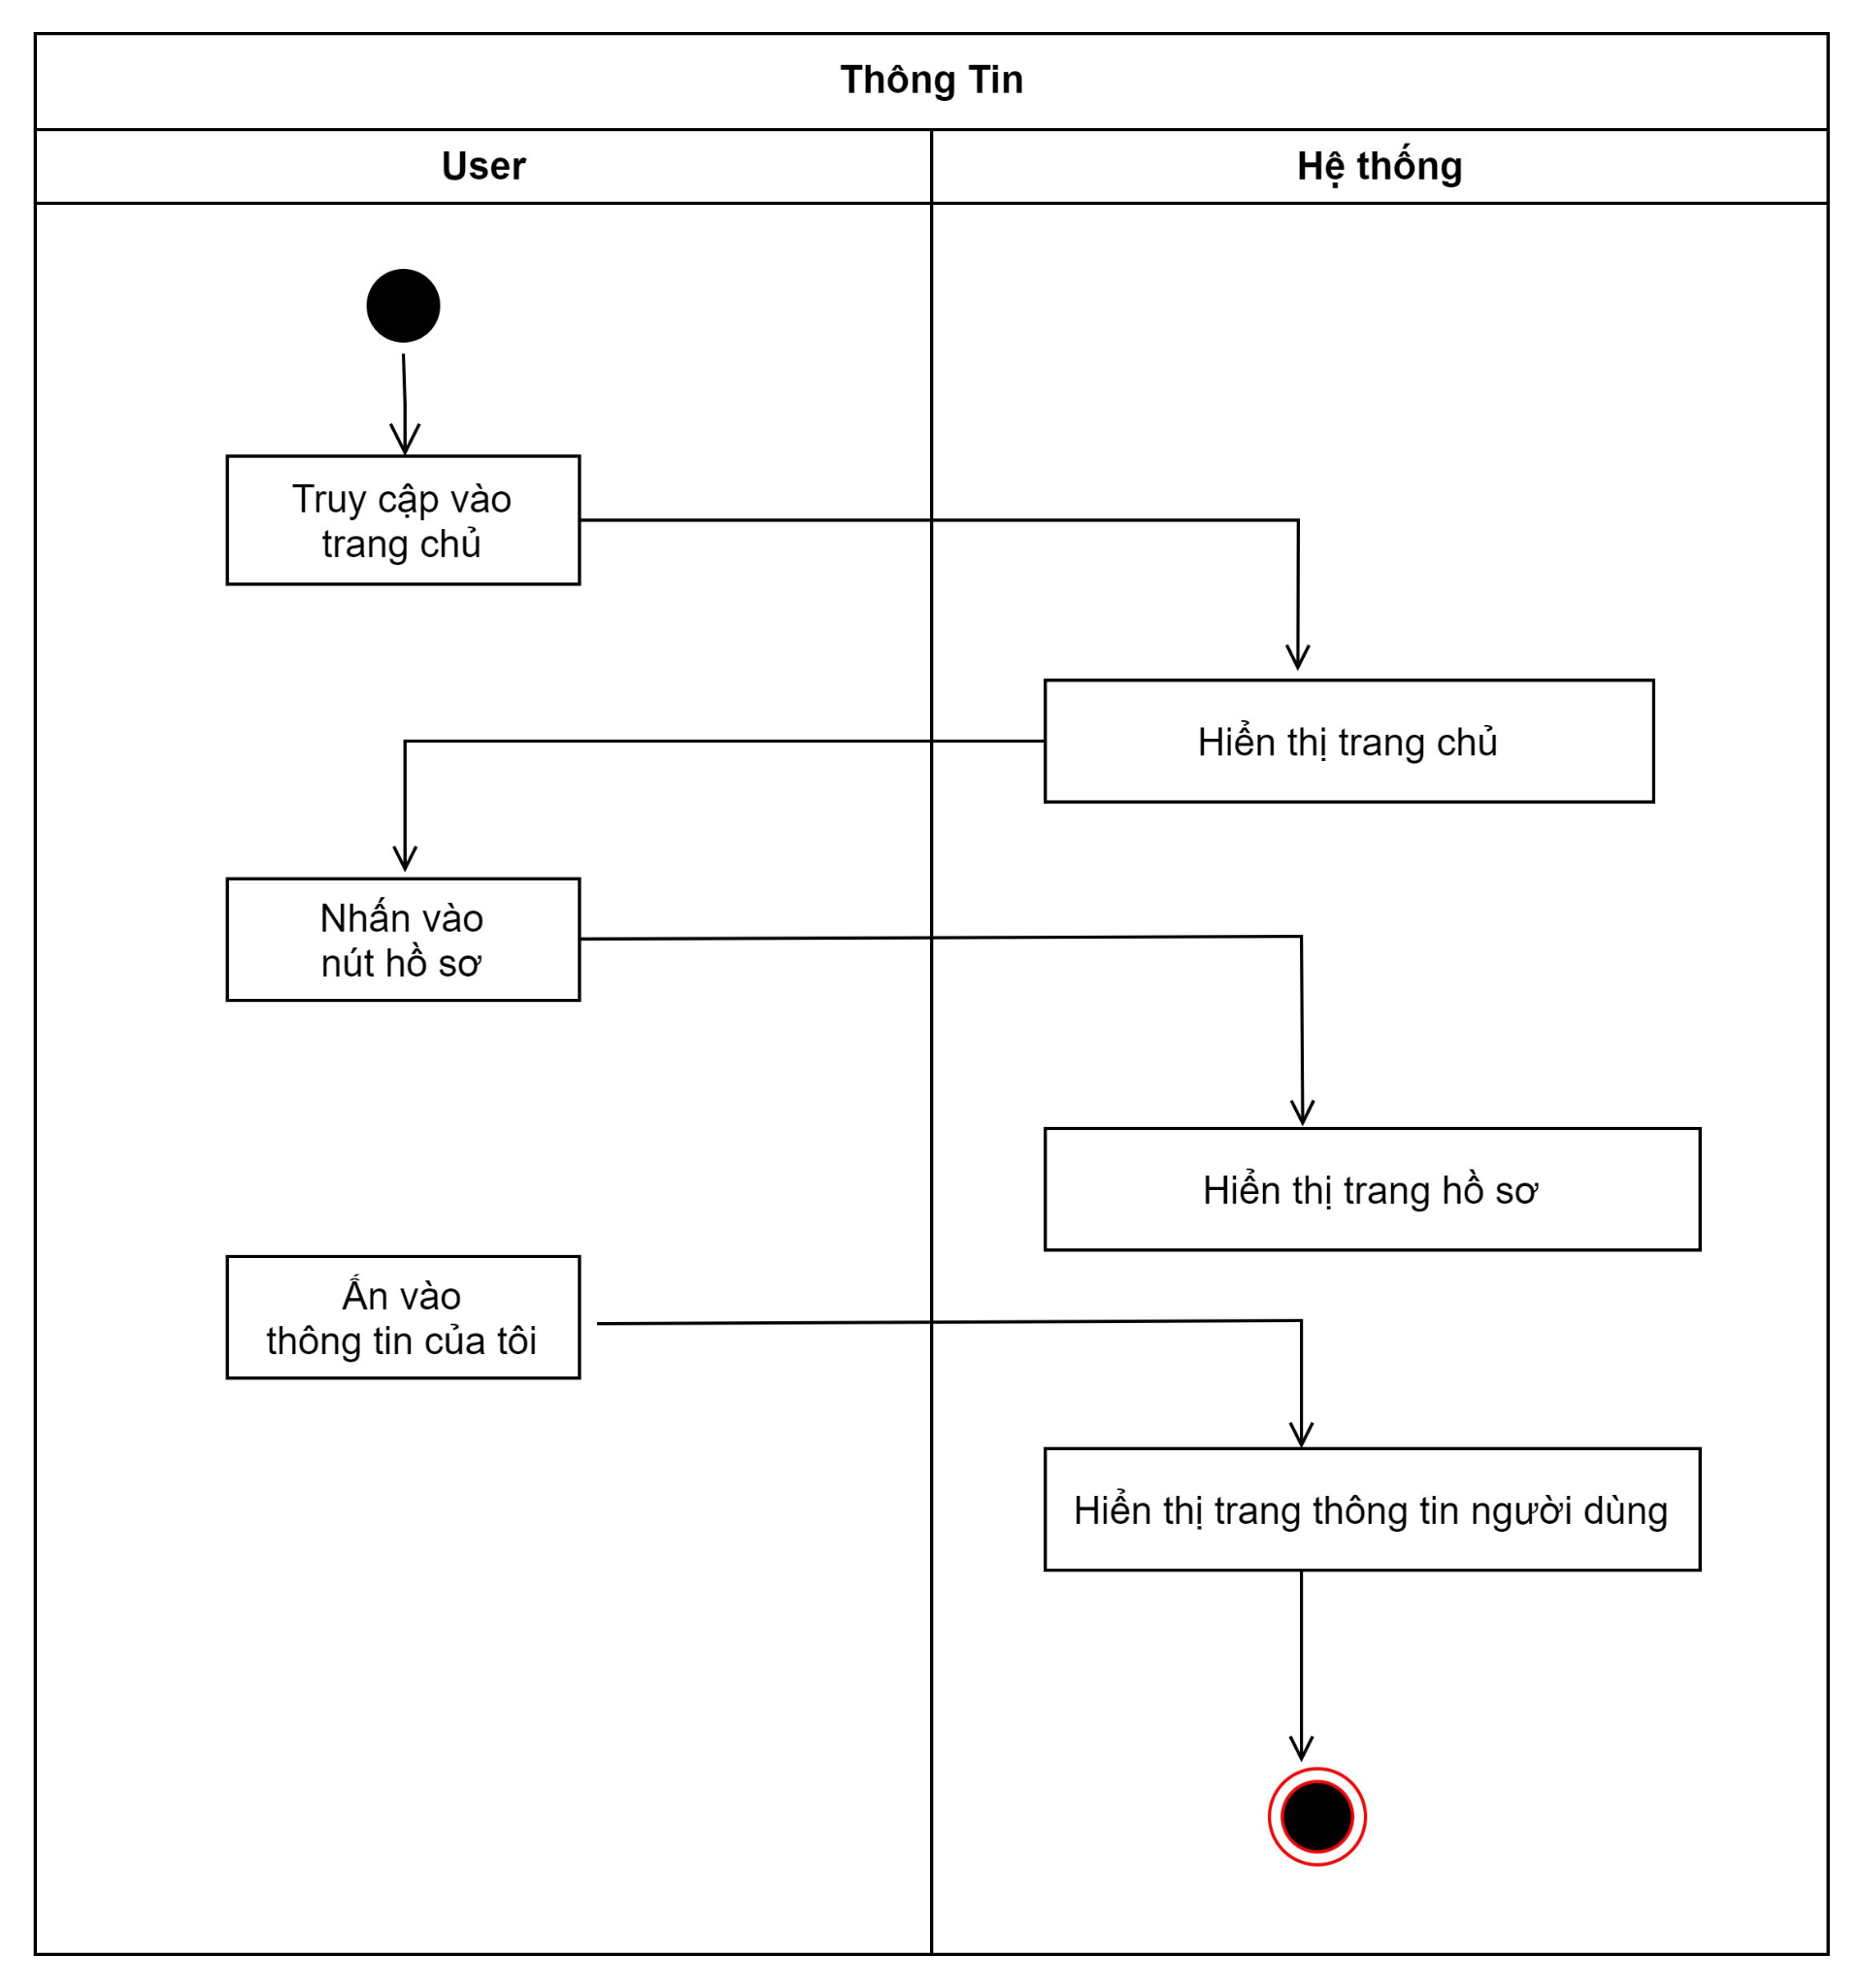 Thông Tin
User
Hệ thống
Truy cập vào
trang chủ
Hiển thị trang chủ
Nhấn vào
nút hồ sơ
Hiển thị trang hồ sơ
Ấn vào
thông tin của tôi
Hiển thị trang thông tin người dùng